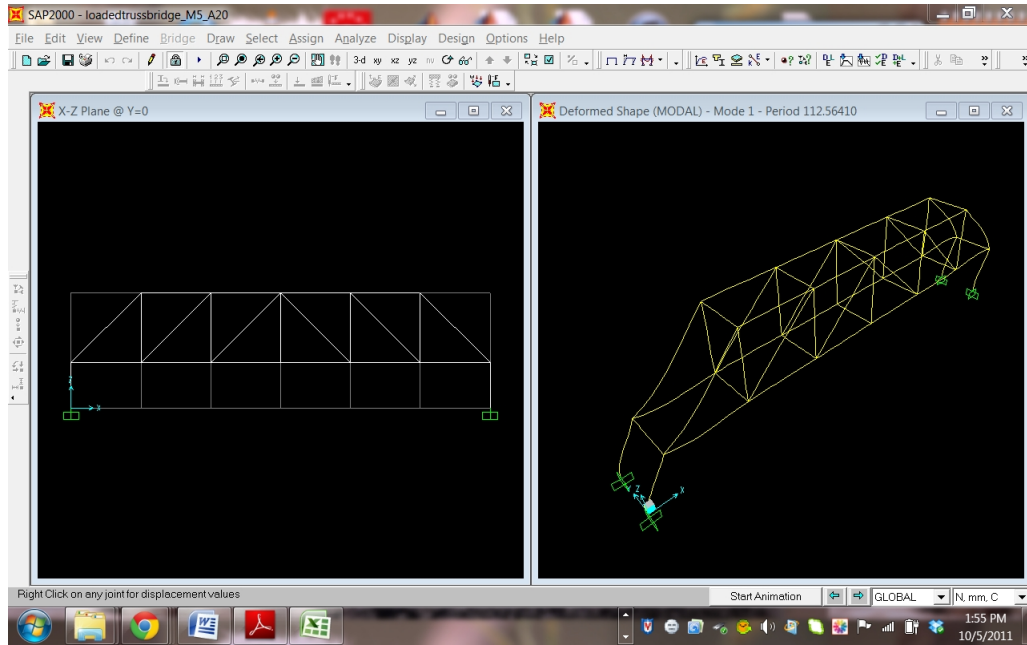 SAP2000 - loadedtrussbridge_M5_A20
File Edit View Define Bridge Draw Select Assign Analyze Display Design Options Help
3-d xy xz yz nv
X-Z Plane @ Y=0
Deformed Shape (MODAL) - Mode 1 - Period 112.56410
Z
X
Z
X
Right Click on any joint for displacement values
Start Animation
GLOBAL
N, mm, C
1:55 PM
10/5/2011